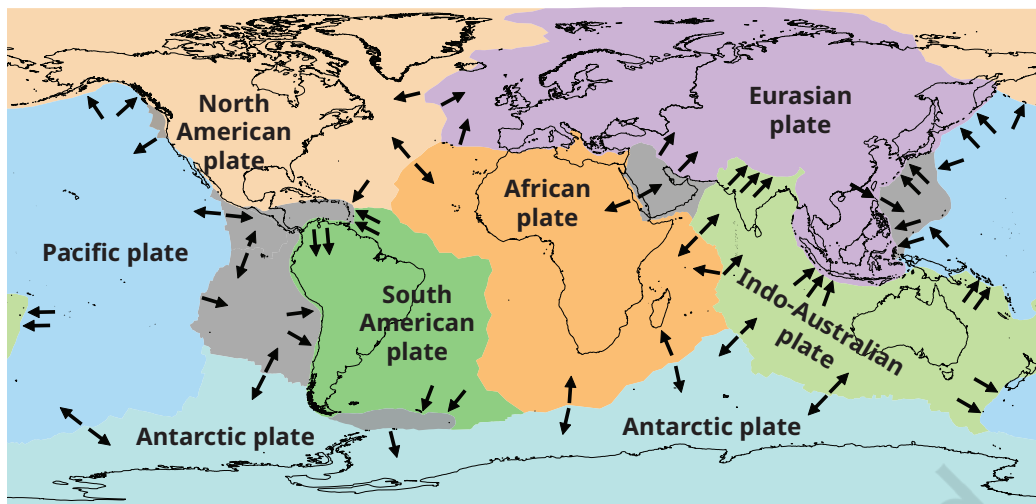 North
American
plate
Eurasian
plate
African
plate
Pacific plate
South
American
plate
Indo-Australian
plate
Antarctic plate
Antarctic plate